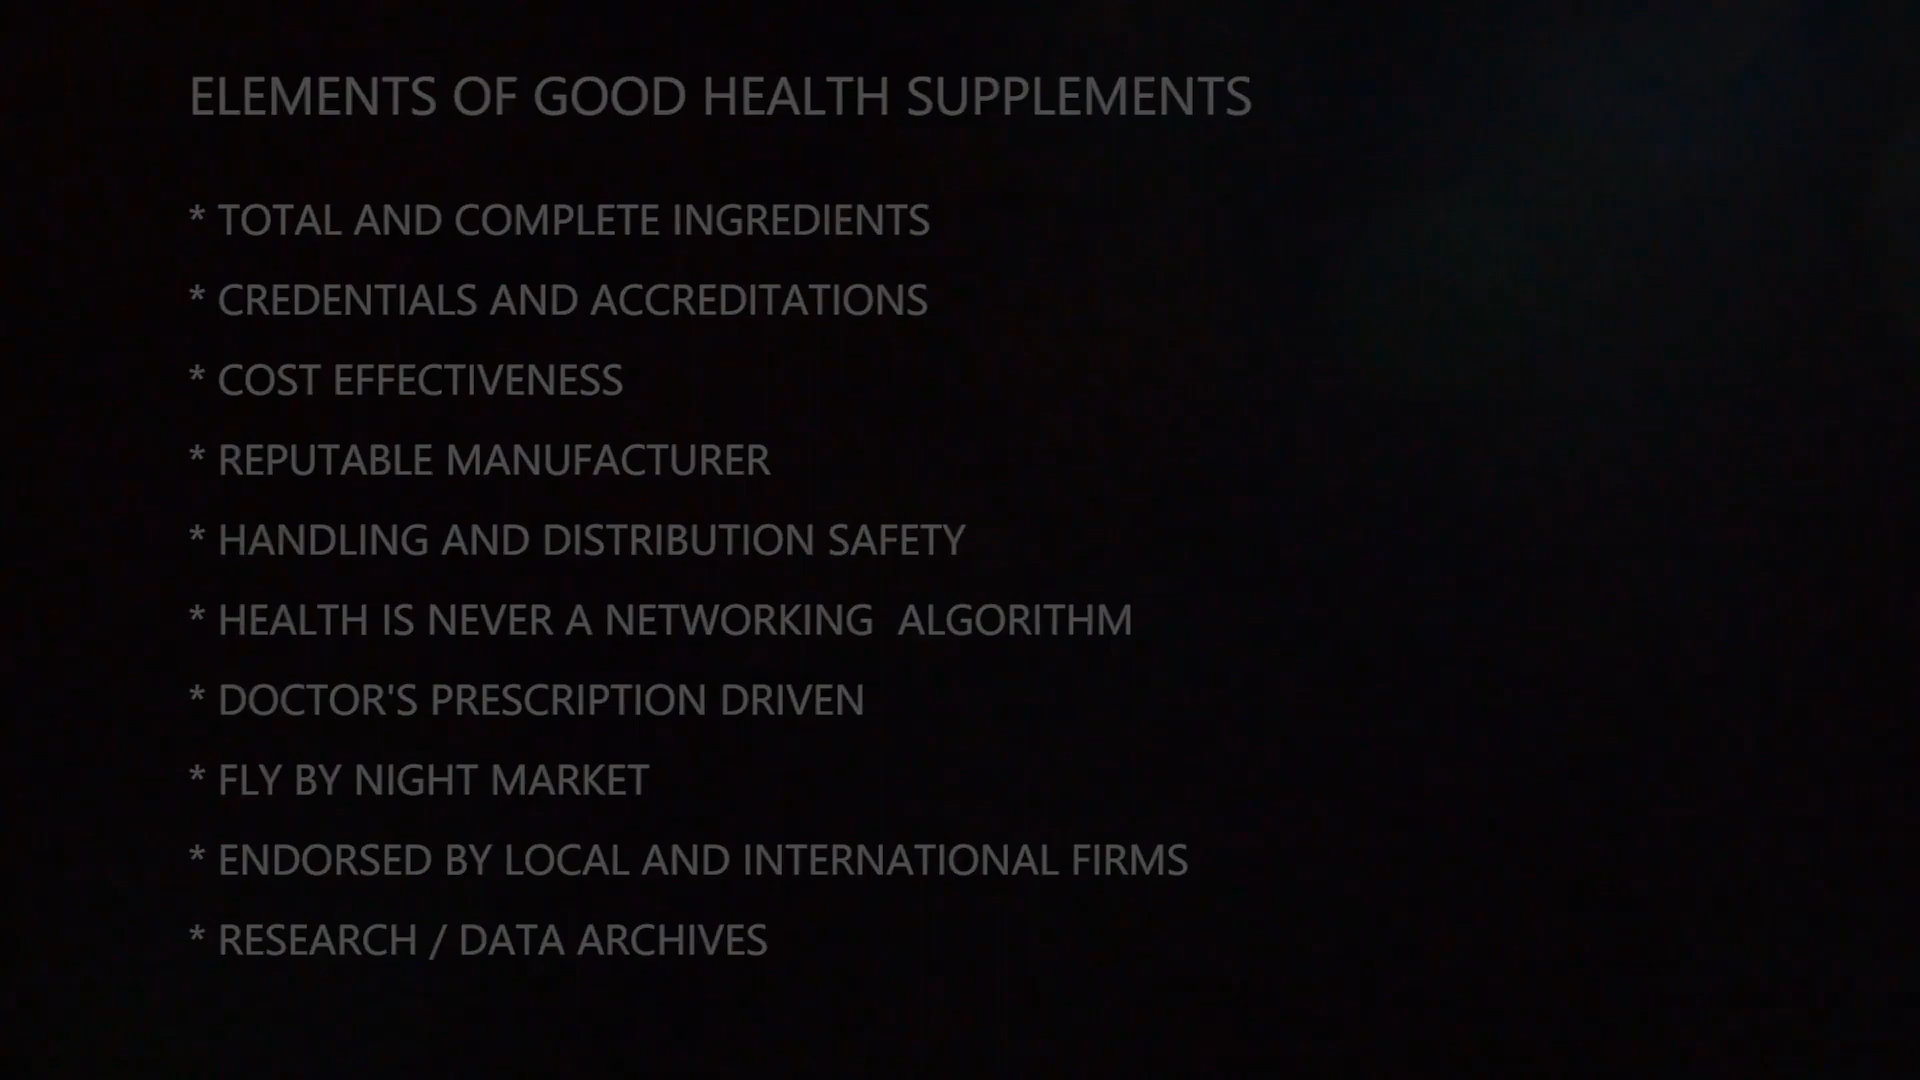 ELEMENTS OF GOOD HEALTH SUPPLEMENTS
* TOTAL AND COMPLETE INGREDIENTS
* CREDENTIALS AND ACCREDITATIONS
* COST EFFECTIVENESS
* REPUTABLE MANUFACTURER
* HANDLING AND DISTRIBUTION SAFETY
* HEALTH IS NEVER A NETWORKING  ALGORITHM
* DOCTOR'S PRESCRIPTION DRIVEN
* FLY BY NIGHT MARKET
* ENDORSED BY LOCAL AND INTERNATIONAL FIRMS
* RESEARCH / DATA ARCHIVES